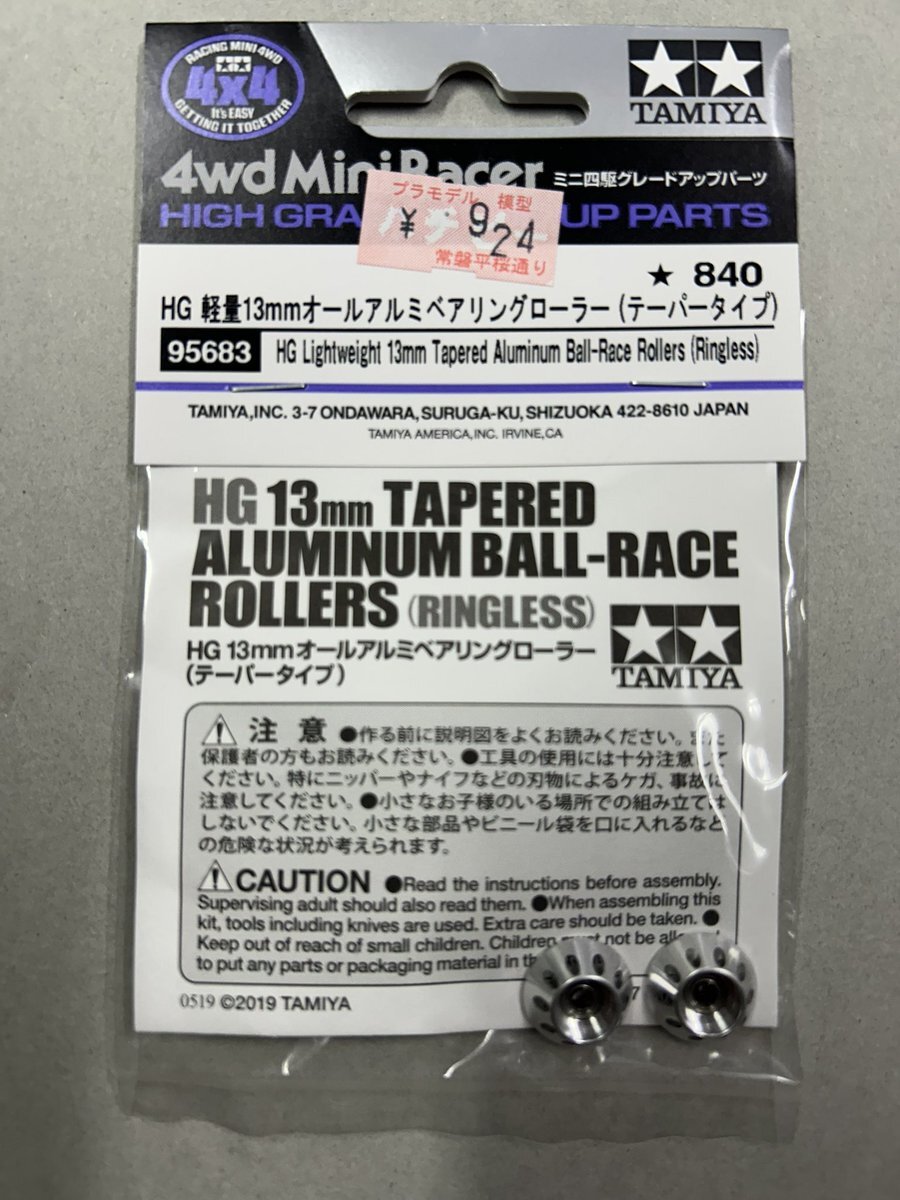 RACING MINI 4WD
4x4
It's EASY
GETTING IT TOGETHER
TAMIYA
4wd Mini Racer
ミニ四駆グレードアップパーツ
HIGH GRA
UP PARTS
プラモデル 模型
¥ 924
常磐平桜通り
★ 840
HG 軽量13mmオールアルミベアリングローラー(テーパータイプ)
95683
HG Lightweight 13mm Tapered Aluminum Ball-Race Rollers (Ringless)
TAMIYA,INC. 3-7 ONDAWARA, SURUGA-KU, SHIZUOKA 422-8610 JAPAN
TAMIYA AMERICA, INC. IRVINE, CA
HG 13mm TAPERED
ALUMINUM BALL-RACE
ROLLERS (RINGLESS)
HG 13mmオールアルミベアリングローラー
(テーパータイプ)
TAMIYA
注意 ●作る前に説明図をよくお読みください。また
保護者の方もお読みください。●工具の使用には十分注意して
ください。特にニッパーやナイフなどの刃物によるケガ、事故に
注意してください。●小さなお子様のいる場所での組み立ては
しないでください。小さな部品やビニール袋を口に入れるなど
の危険な状況が考えられます。
CAUTION ●Read the instructions before assembly.
Supervising adult should also read them. ●When assembling this
kit, tools including knives are used. Extra care should be taken. ●
Keep out of reach of small children. Children must not be
to put any parts or packaging material in
0519 ©2019 TAMIYA